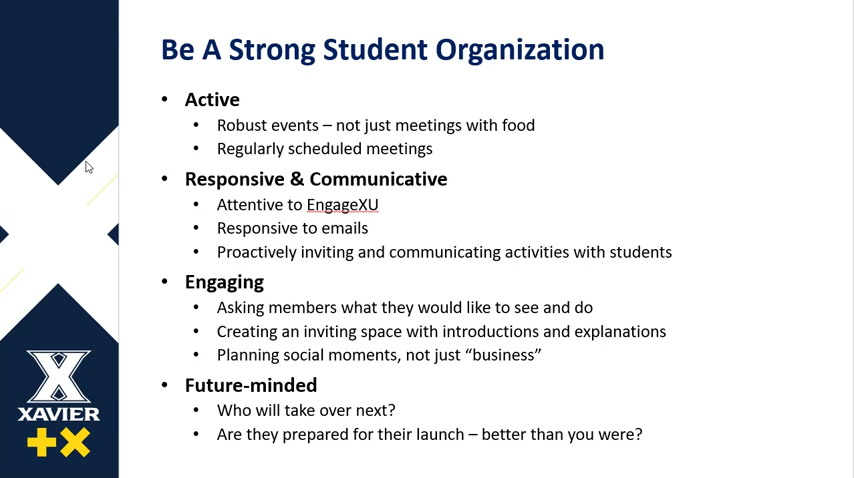 Be A Strong Student Organization
• Active
• Robust events – not just meetings with food
• Regularly scheduled meetings
• Responsive & Communicative
• Attentive to EngageXU
• Responsive to emails
• Proactively inviting and communicating activities with students
• Engaging
• Asking members what they would like to see and do
• Creating an inviting space with introductions and explanations
• Planning social moments, not just “business”
• Future-minded
• Who will take over next?
• Are they prepared for their launch – better than you were?
X
XAVIER
+X